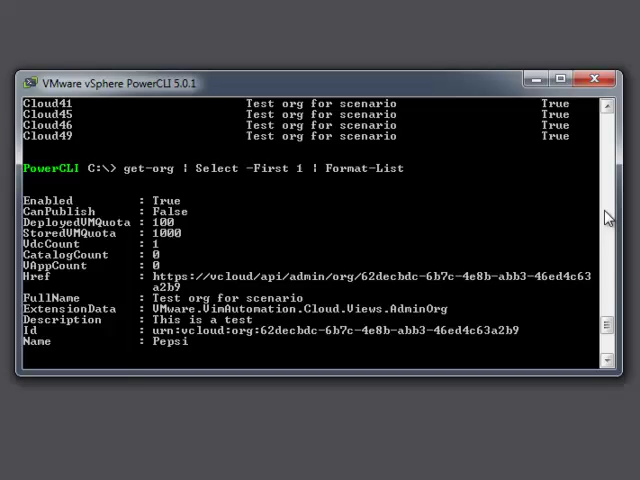 VMware vSphere PowerCLI 5.0.1
Cloud41 Test org for scenario True
Cloud45 Test org for scenario True
Cloud46 Test org for scenario True
Cloud49 Test org for scenario True
PowerCLI C:\> get-org | Select -First 1 | Format-List
Enabled : True
CanPublish : False
DeployedVMQuota : 100
StoredVMQuota : 1000
VdcCount : 1
CatalogCount : 0
VAppCount : 0
Href : https://vcloud/api/admin/org/62decbdc-6b7c-4e8b-abb3-46ed4c63
a2b9
FullName : Test org for scenario
ExtensionData : VMware.VimAutomation.Cloud.Views.AdminOrg
Description : This is a test
Id : urn:vcloud:org:62decbdc-6b7c-4e8b-abb3-46ed4c63a2b9
Name : Pepsi